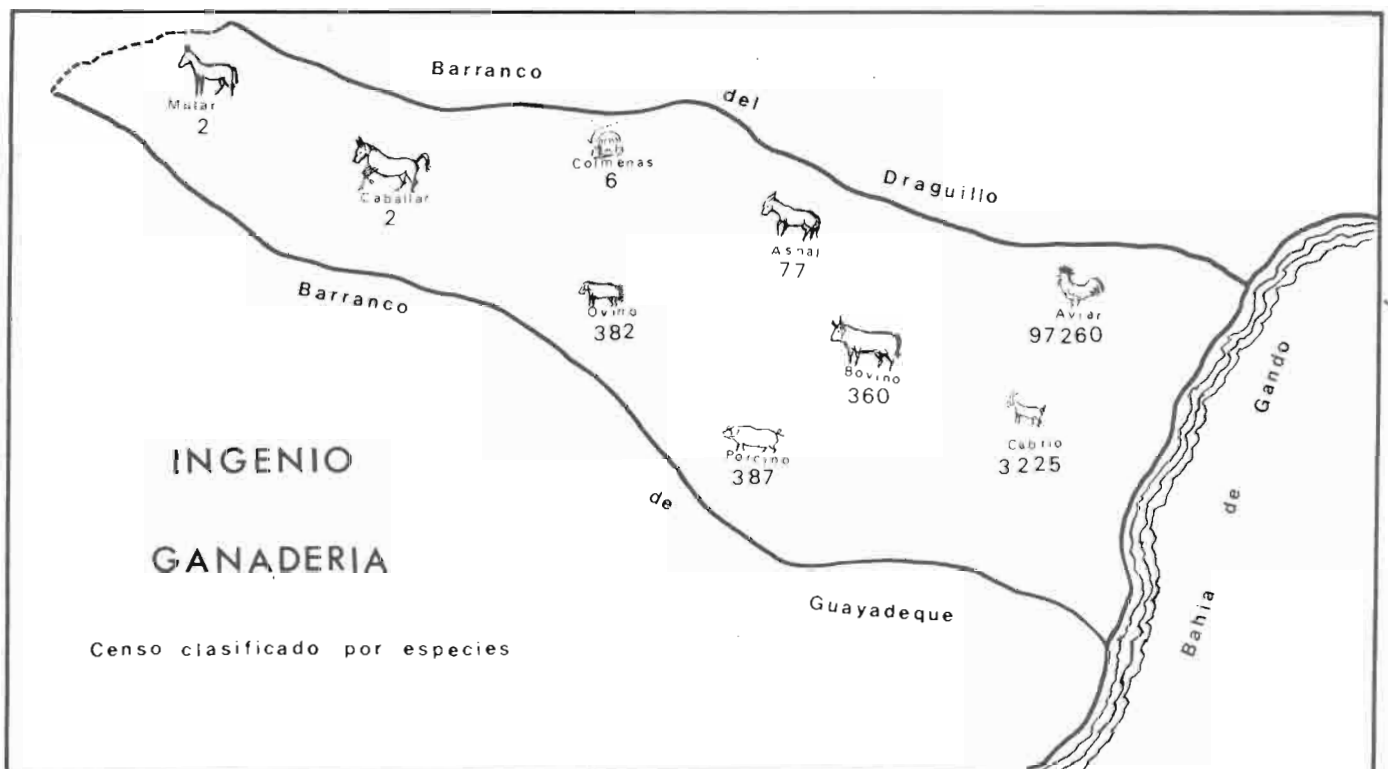 Barranco del Draguillo
Mular
2
Caballar
2
Colmenas
6
Asnal
77
Barranco de Guayadeque
Ovino
382
Aviar
97260
Bovino
360
Cabrio
3225
Porcino
387
Bahia de Gando
INGENIO
GANADERIA
Censo clasificado por especies